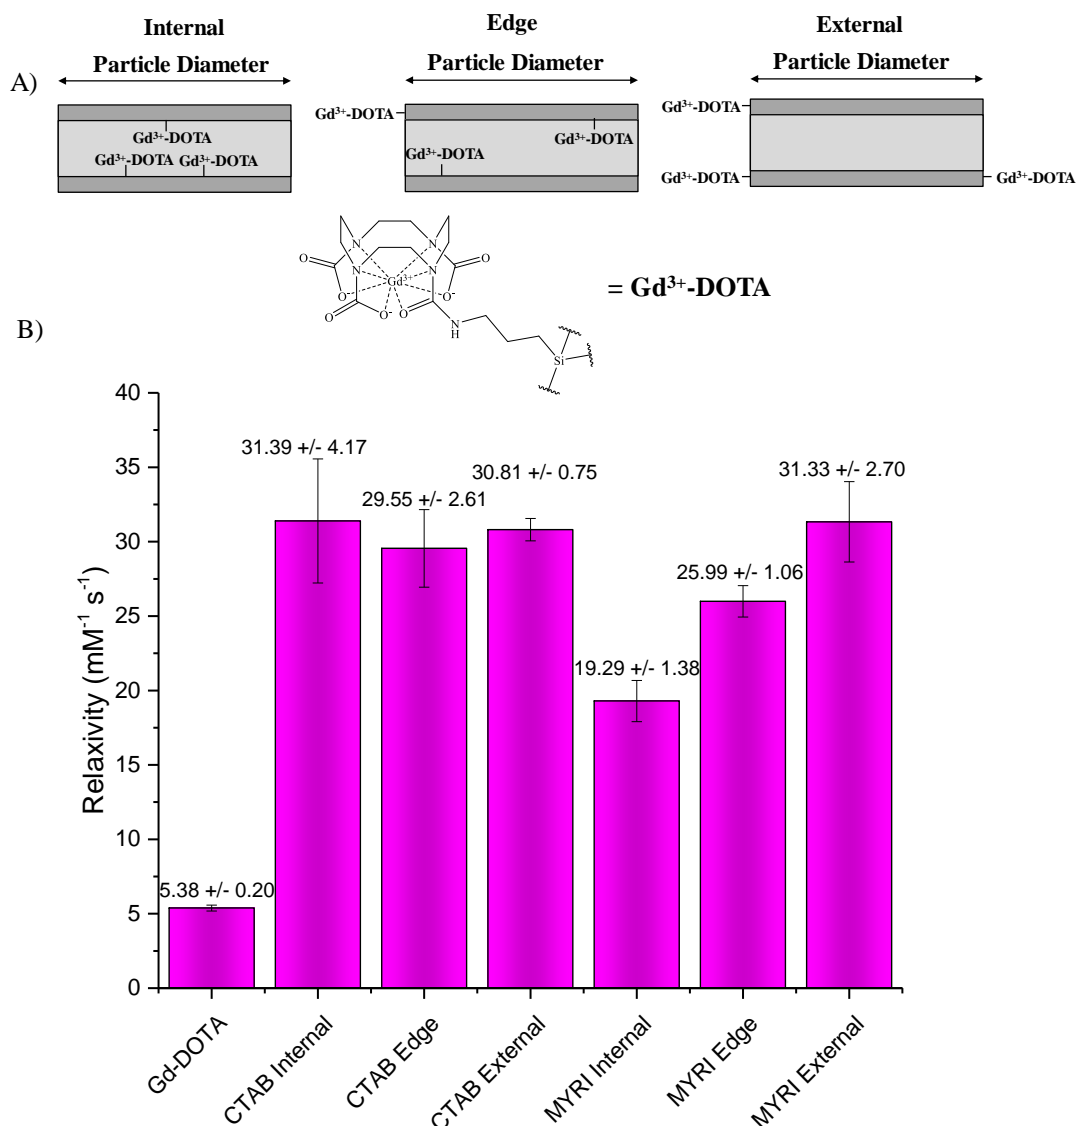 Internal
Edge
External
Particle Diameter
Particle Diameter
Particle Diameter
A)
Gd³⁺-DOTA
Gd³⁺-DOTA
Gd³⁺-DOTA
Gd³⁺-DOTA
Gd³⁺-DOTA
Gd³⁺-DOTA
Gd³⁺-DOTA
Gd³⁺-DOTA
Gd³⁺-DOTA
N
N
N
N
O
O
O
O
O⁻
O⁻
O⁻
Gd³⁺
N
H
Si
= Gd³⁺-DOTA
B)
40
35
30
25
20
15
10
5
0
Relaxivity (mM⁻¹ s⁻¹)
5.38 +/- 0.20
31.39 +/- 4.17
29.55 +/- 2.61
30.81 +/- 0.75
19.29 +/- 1.38
25.99 +/- 1.06
31.33 +/- 2.70
Gd-DOTA
CTAB Internal
CTAB Edge
CTAB External
MYRI Internal
MYRI Edge
MYRI External